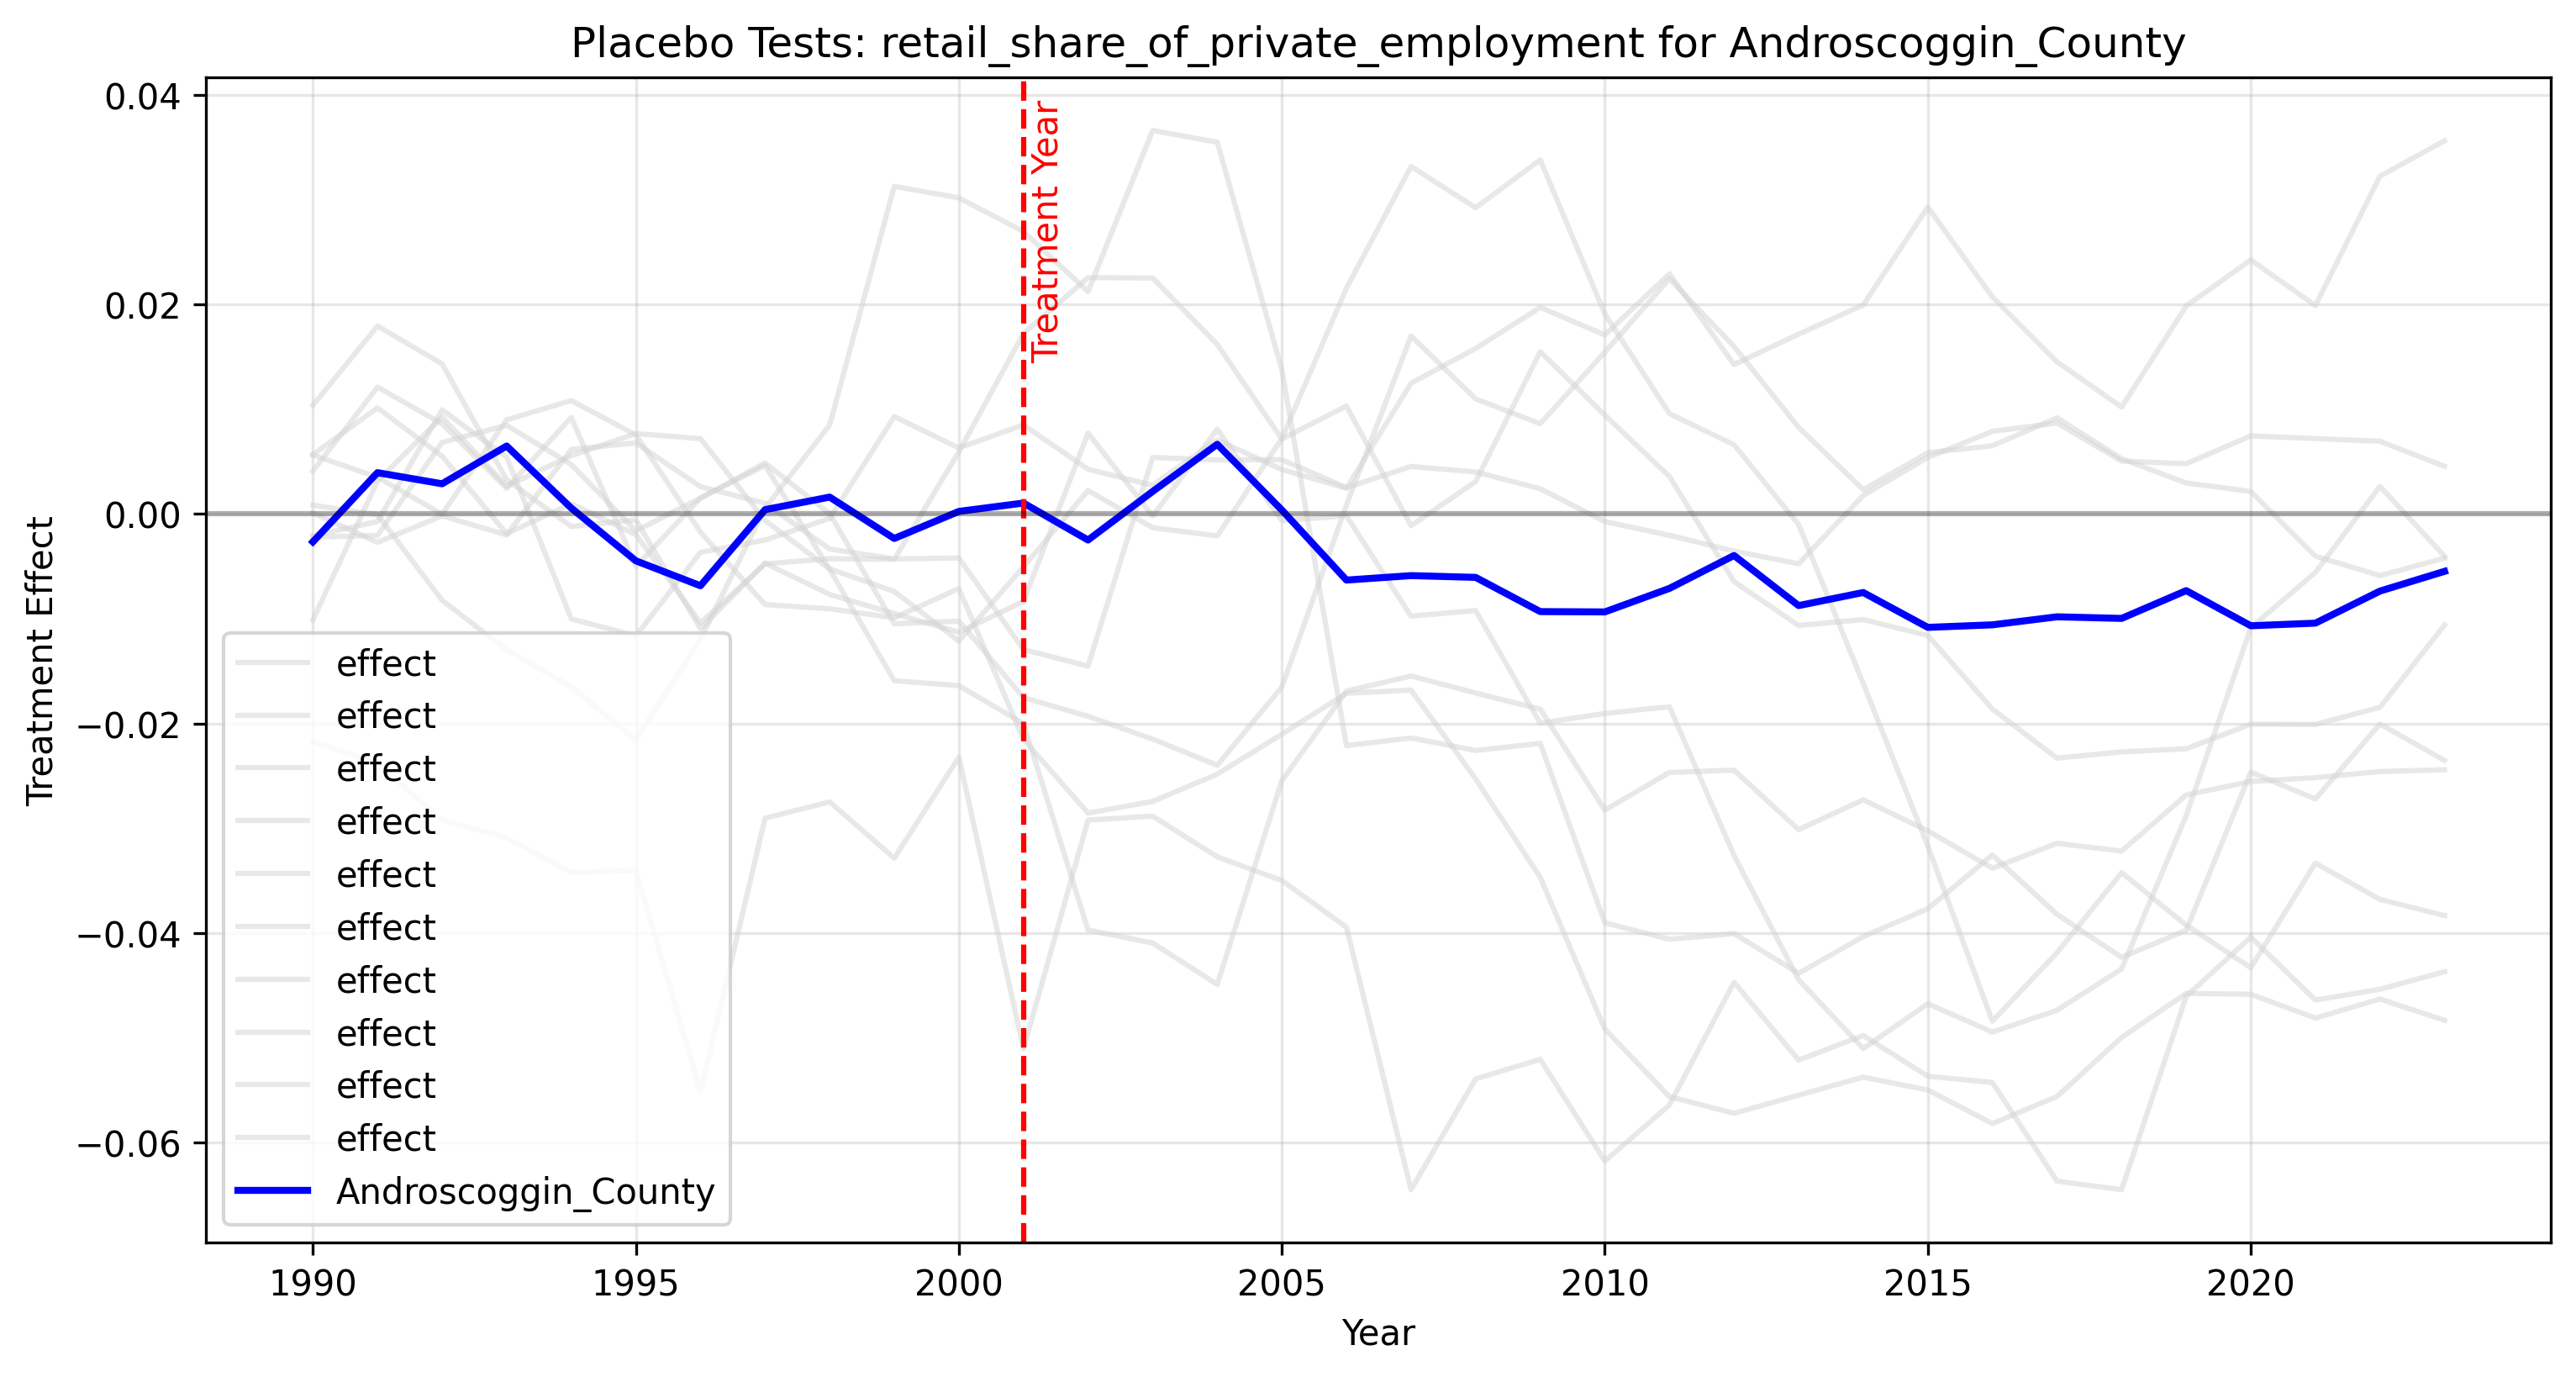 Placebo Tests: retail_share_of_private_employment for Androscoggin_County
Treatment Effect
0.04
0.02
0.00
−0.02
−0.04
−0.06
Treatment Year
effect
effect
effect
effect
effect
effect
effect
effect
effect
effect
Androscoggin_County
1990
1995
2000
2005
2010
2015
2020
Year